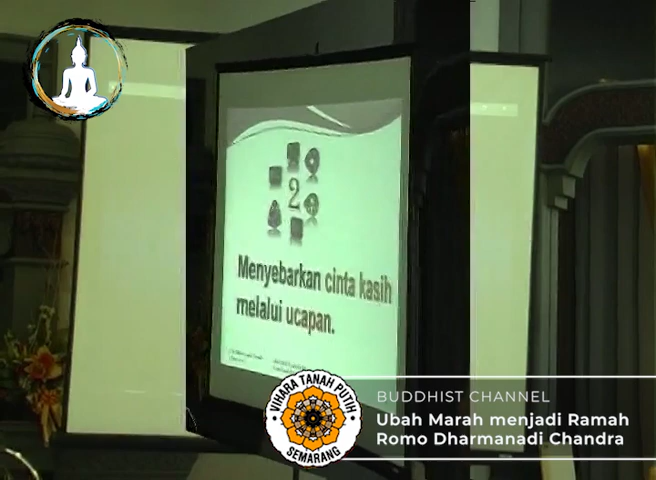 2
Menyebarkan cinta kasih
melalui ucapan.
VIHARA TANAH PUTIH
SEMARANG
BUDDHIST CHANNEL
Ubah Marah menjadi Ramah
Romo Dharmanadi Chandra